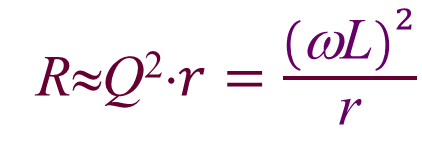 R≈Q²·r = (ωL)²/r